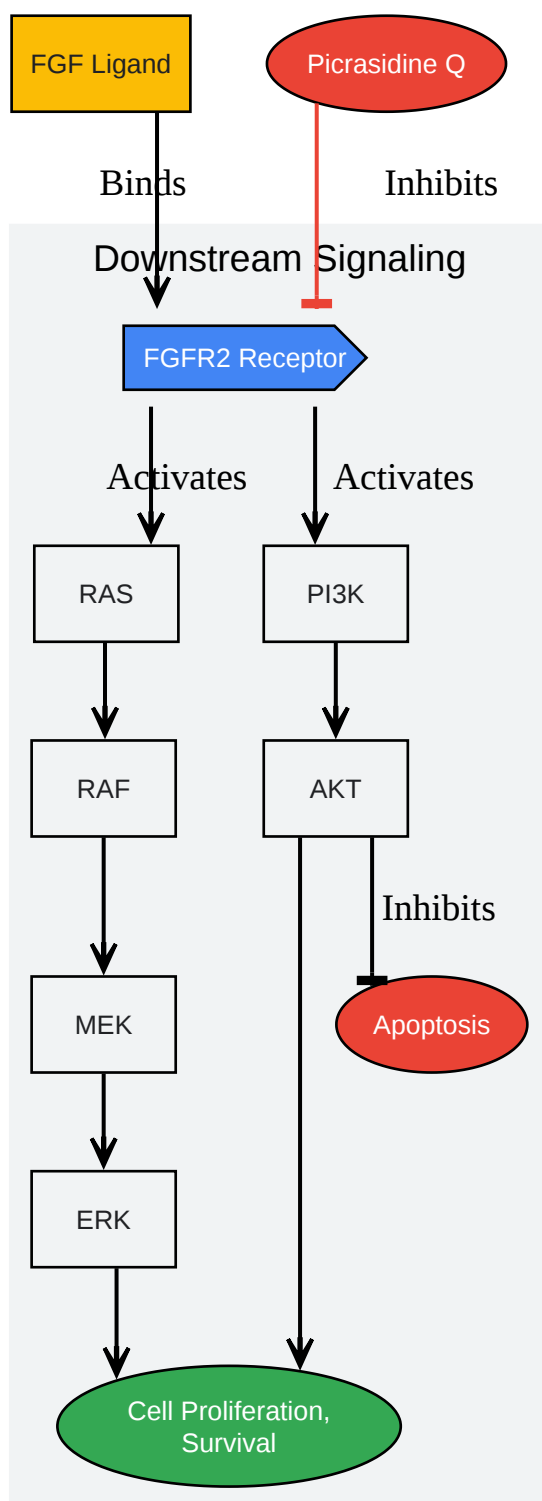 FGF Ligand
Picrasidine Q
Binds
Inhibits
Downstream Signaling
FGFR2 Receptor
Activates
Activates
RAS
PI3K
RAF
AKT
Inhibits
MEK
Apoptosis
ERK
Cell Proliferation,
Survival